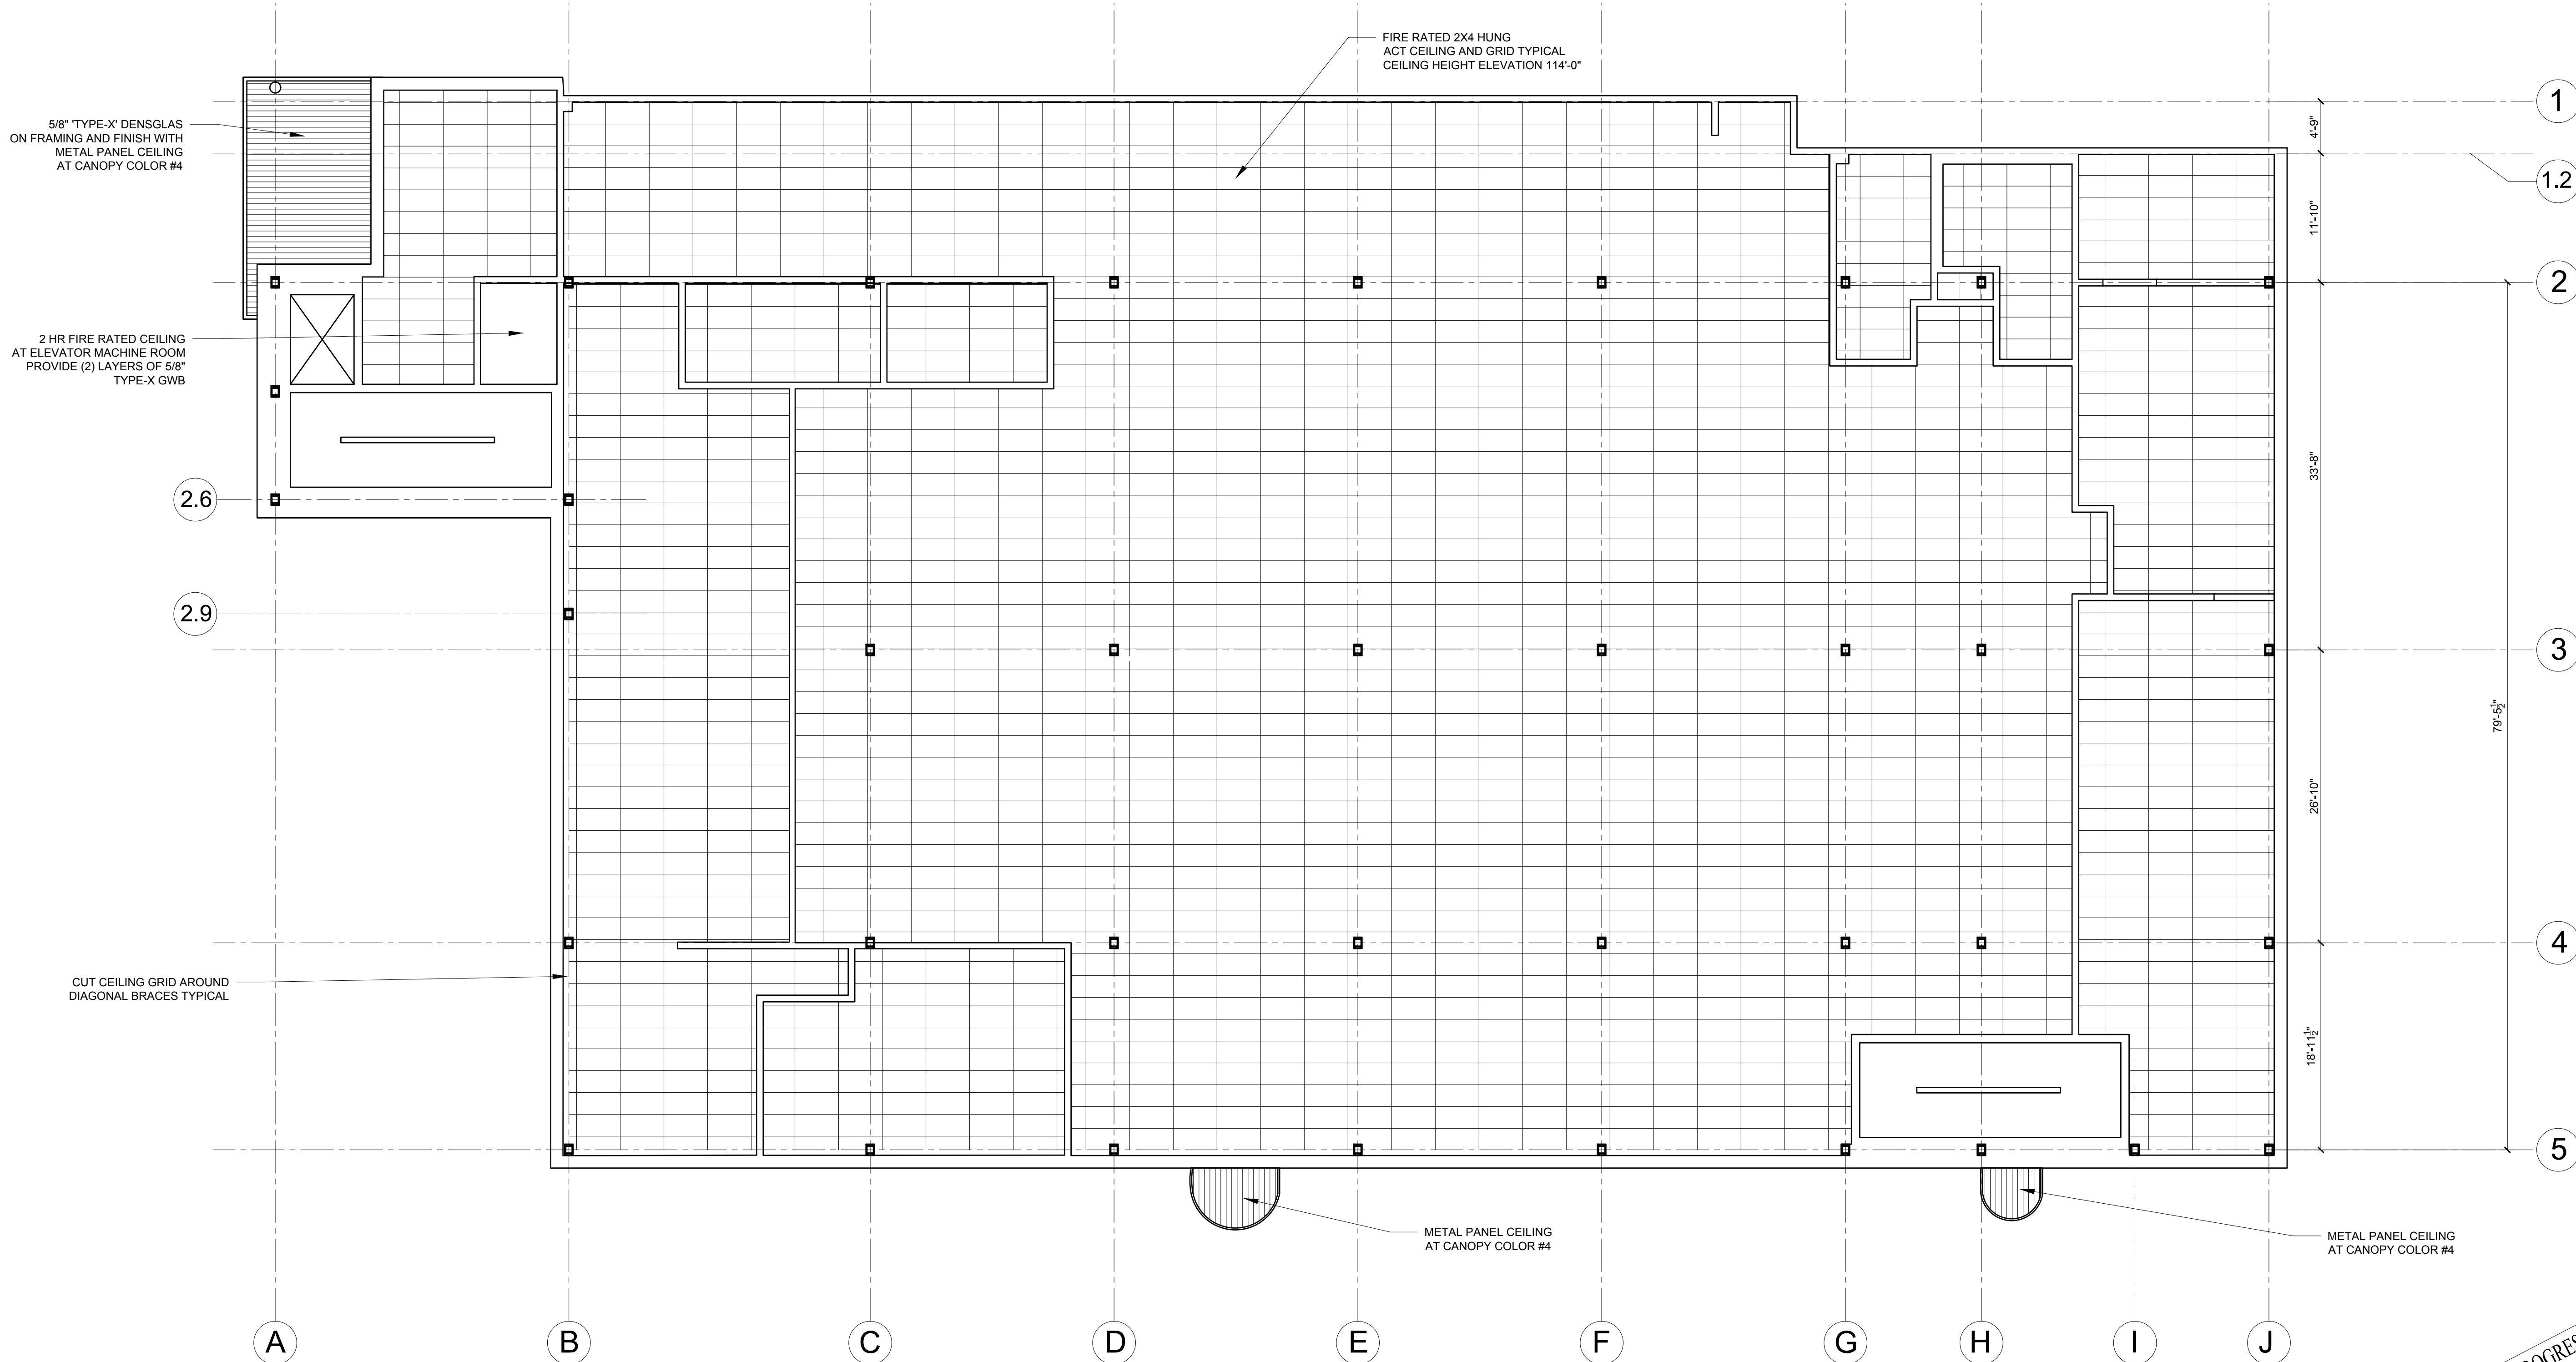 FIRE RATED 2X4 HUNG
ACT CEILING AND GRID TYPICAL
CEILING HEIGHT ELEVATION 114'-0"
1
5/8" 'TYPE-X' DENSGLAS
ON FRAMING AND FINISH WITH
METAL PANEL CEILING
AT CANOPY COLOR #4
4'-9"
1.2
11'-10"
2
2 HR FIRE RATED CEILING
AT ELEVATOR MACHINE ROOM
PROVIDE (2) LAYERS OF 5/8"
TYPE-X GWB
33'-8"
2.6
2.9
3
79'-5½"
26'-10"
4
CUT CEILING GRID AROUND
DIAGONAL BRACES TYPICAL
18'-11½"
5
METAL PANEL CEILING
AT CANOPY COLOR #4
METAL PANEL CEILING
AT CANOPY COLOR #4
A B C D E F G H I J